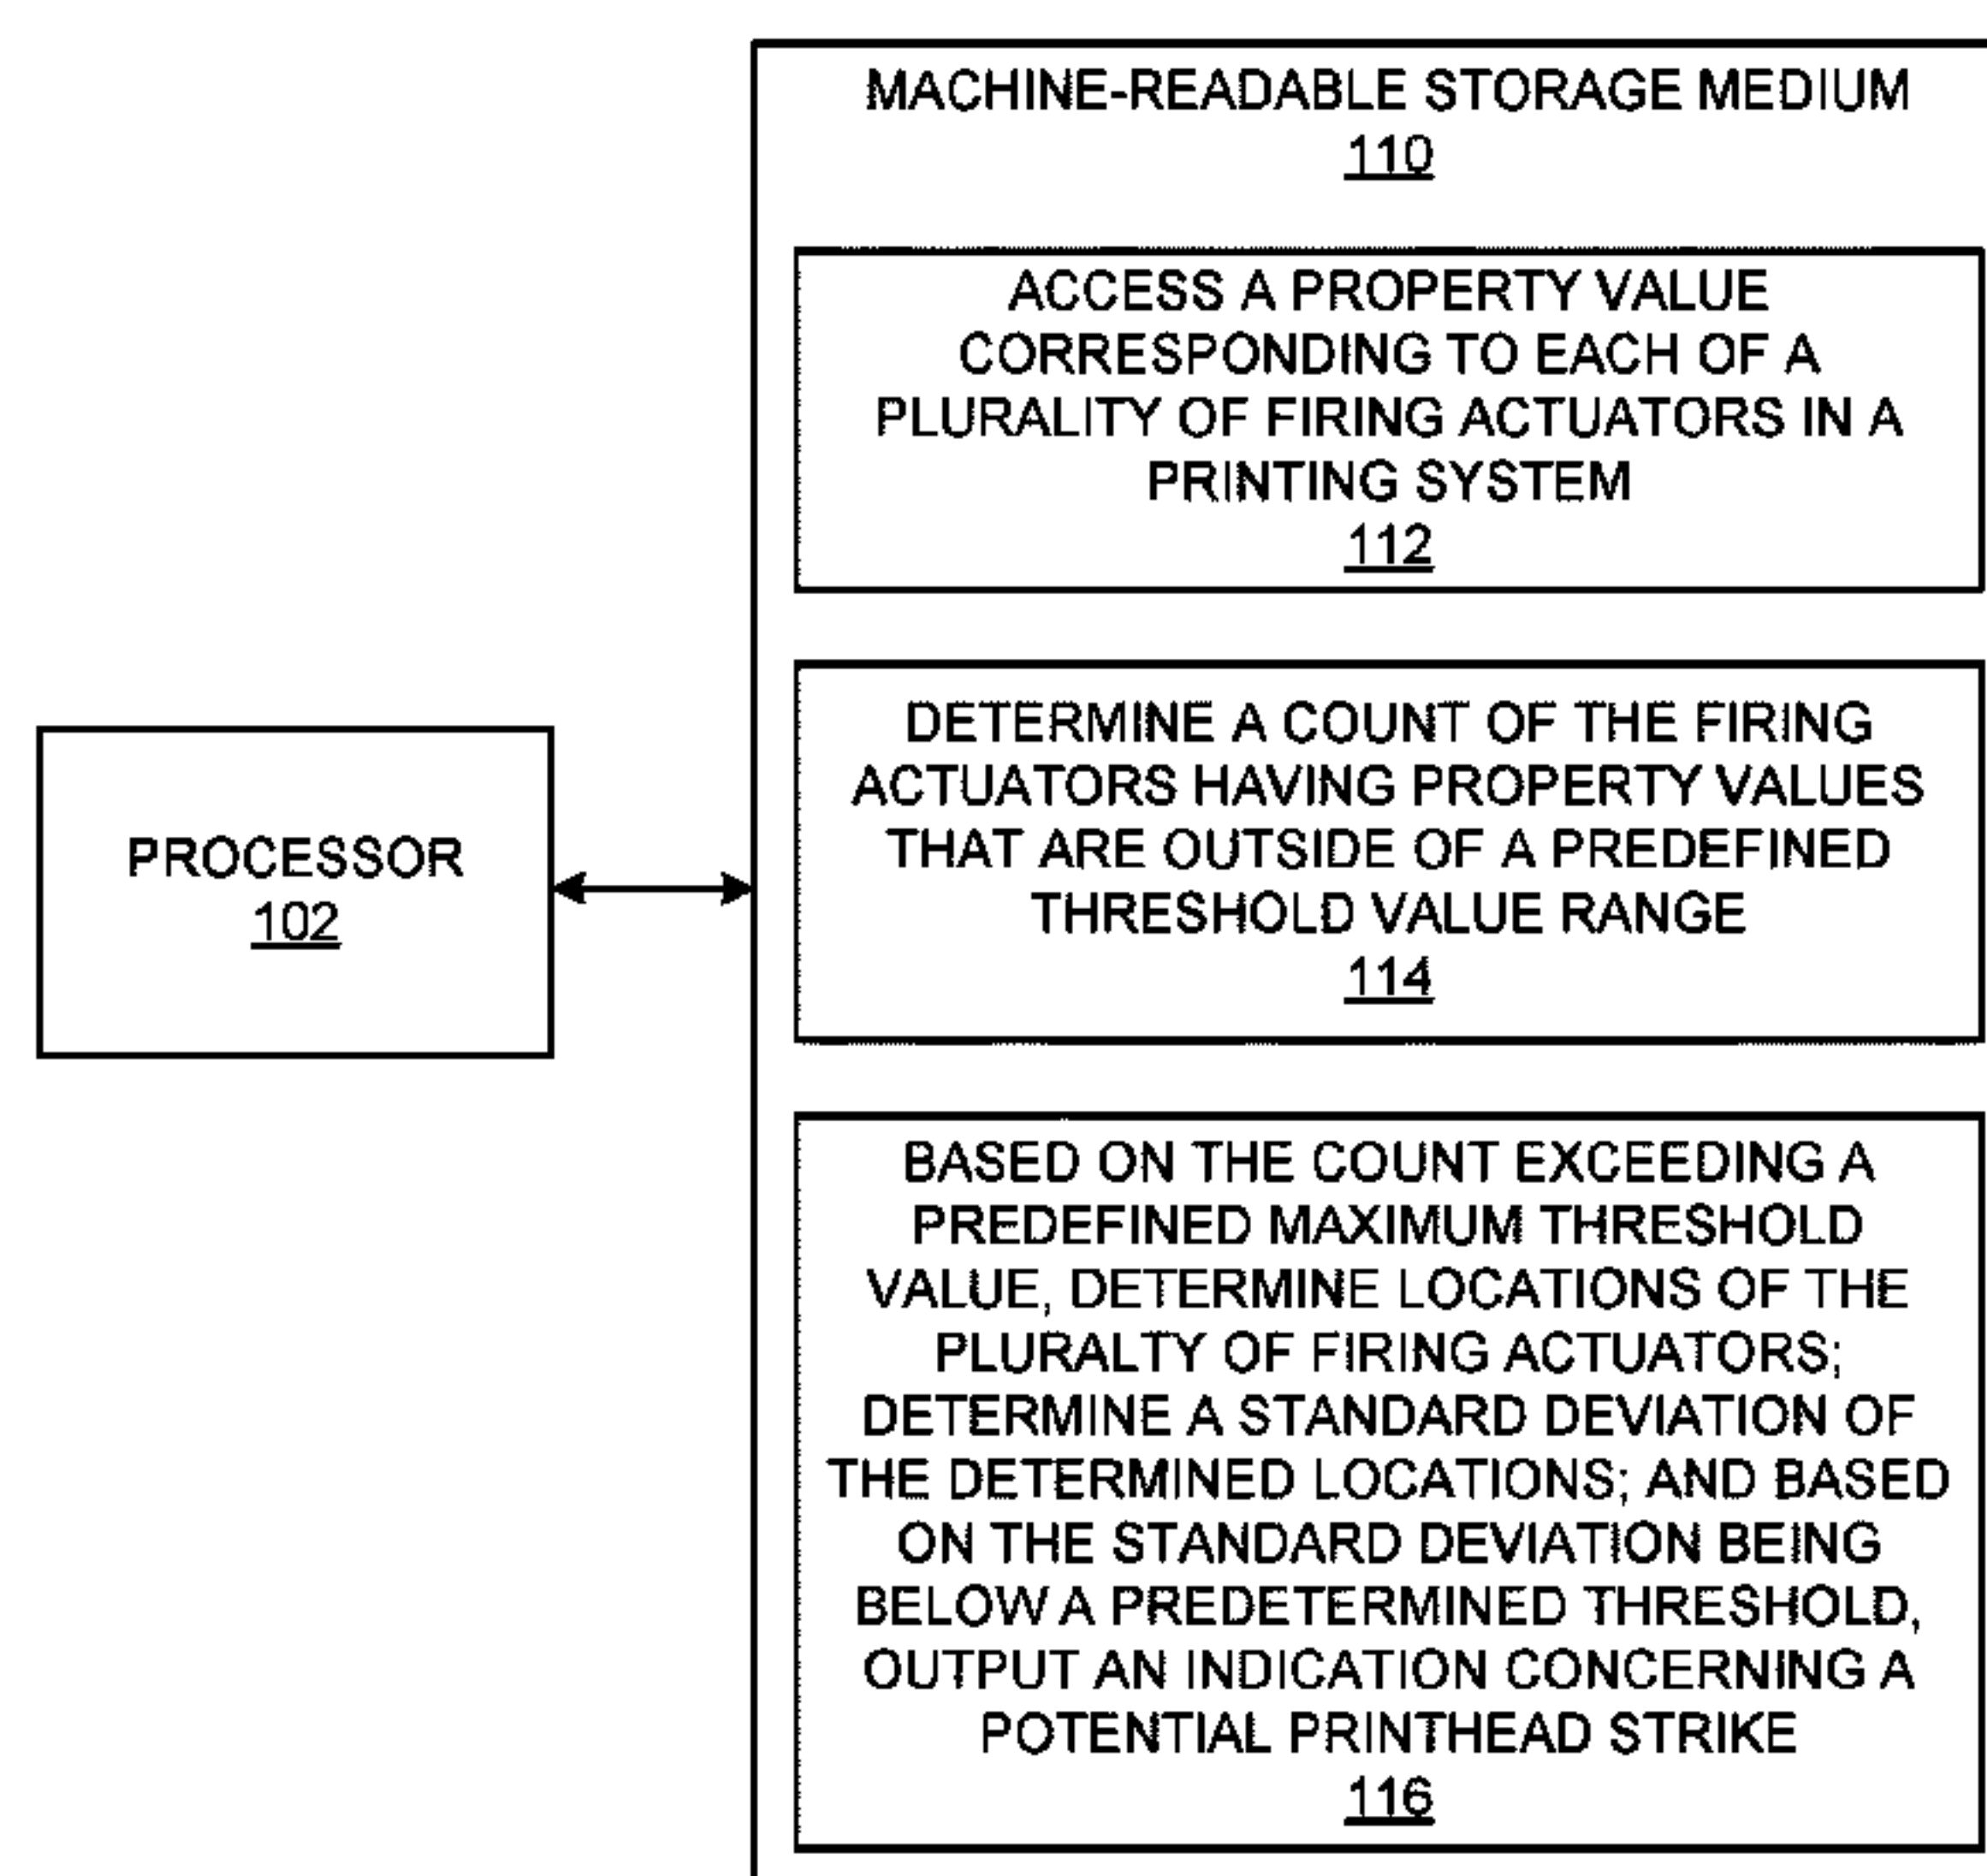 MACHINE-READABLE STORAGE MEDIUM
110
ACCESS A PROPERTY VALUE
CORRESPONDING TO EACH OF A
PLURALITY OF FIRING ACTUATORS IN A
PRINTING SYSTEM
112
DETERMINE A COUNT OF THE FIRING
ACTUATORS HAVING PROPERTY VALUES
THAT ARE OUTSIDE OF A PREDEFINED
THRESHOLD VALUE RANGE
114
PROCESSOR
102
BASED ON THE COUNT EXCEEDING A
PREDEFINED MAXIMUM THRESHOLD
VALUE, DETERMINE LOCATIONS OF THE
PLURALTY OF FIRING ACTUATORS;
DETERMINE A STANDARD DEVIATION OF
THE DETERMINED LOCATIONS; AND BASED
ON THE STANDARD DEVIATION BEING
BELOW A PREDETERMINED THRESHOLD,
OUTPUT AN INDICATION CONCERNING A
POTENTIAL PRINTHEAD STRIKE
116